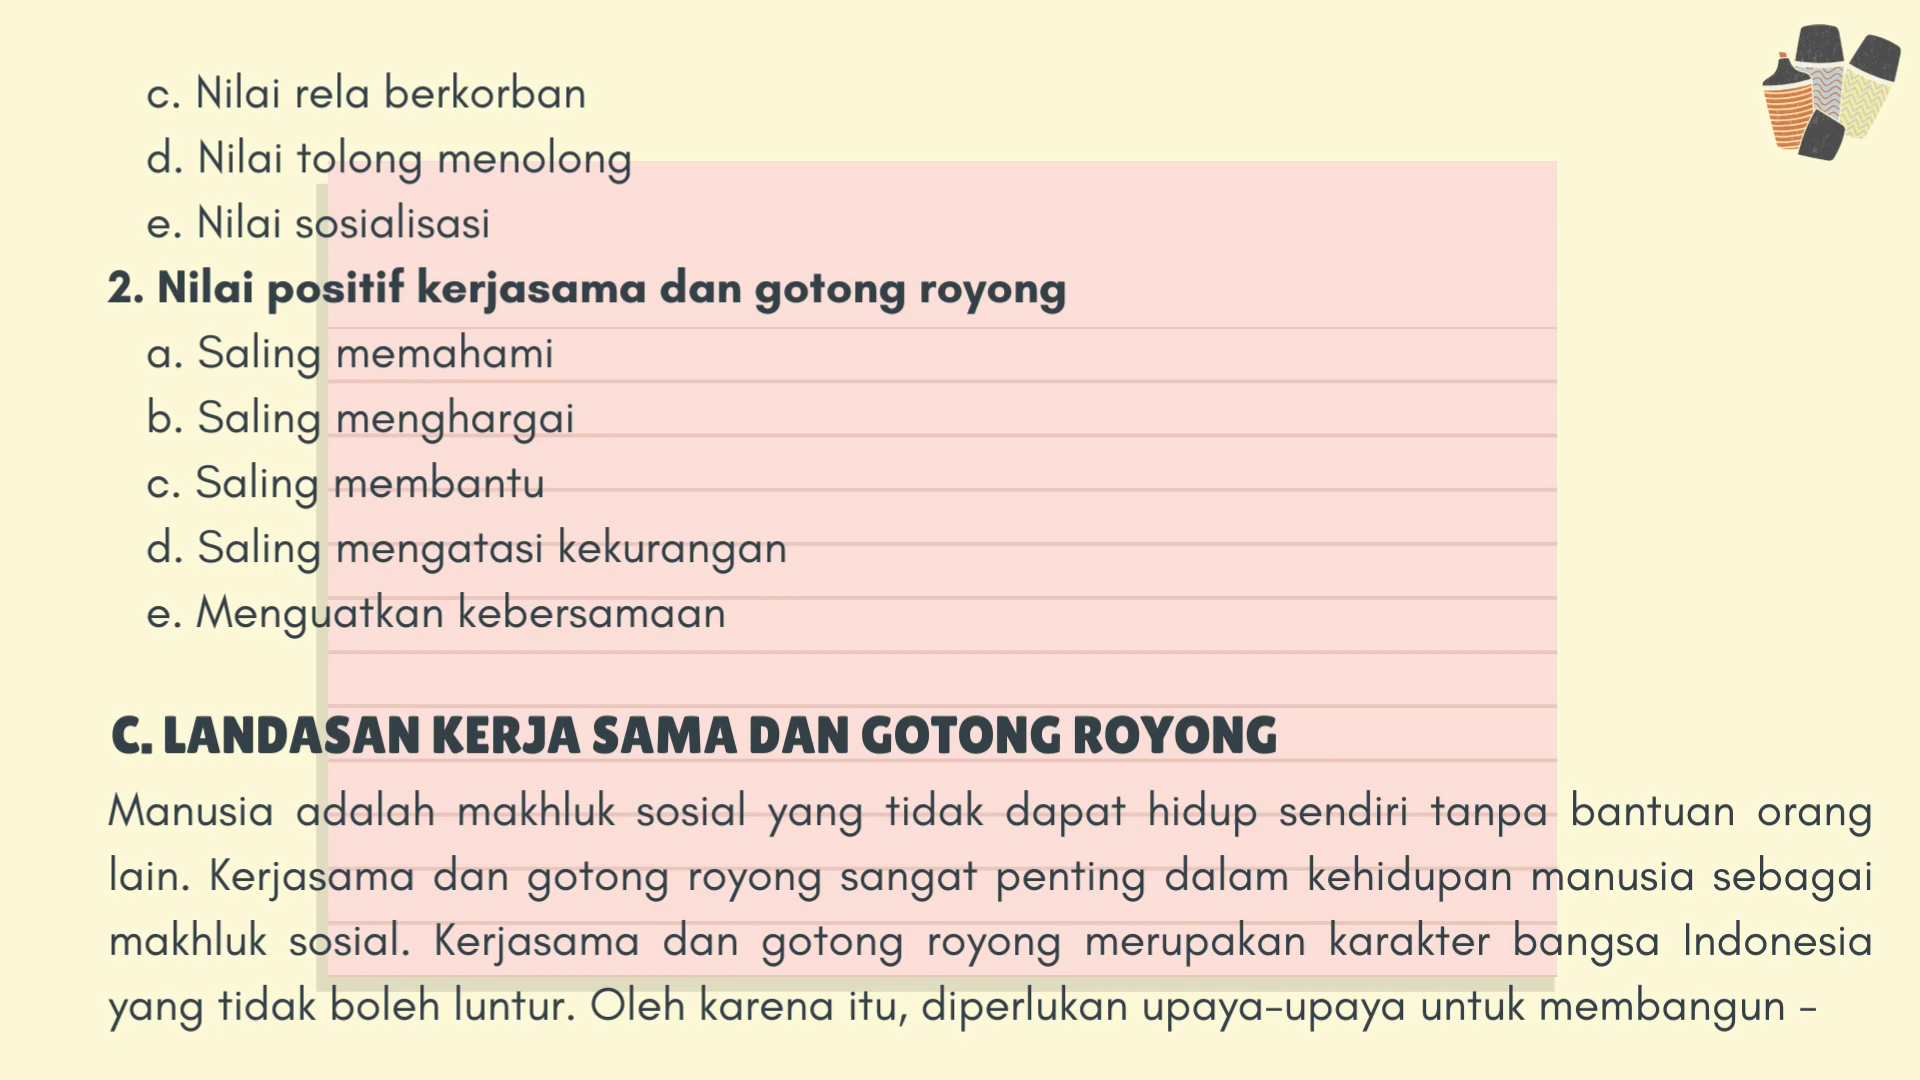 c. Nilai rela berkorban
d. Nilai tolong menolong
e. Nilai sosialisasi
2. Nilai positif kerjasama dan gotong royong
a. Saling memahami
b. Saling menghargai
c. Saling membantu
d. Saling mengatasi kekurangan
e. Menguatkan kebersamaan
C. LANDASAN KERJA SAMA DAN GOTONG ROYONG
Manusia adalah makhluk sosial yang tidak dapat hidup sendiri tanpa bantuan orang
lain. Kerjasama dan gotong royong sangat penting dalam kehidupan manusia sebagai
makhluk sosial. Kerjasama dan gotong royong merupakan karakter bangsa Indonesia
yang tidak boleh luntur. Oleh karena itu, diperlukan upaya-upaya untuk membangun -